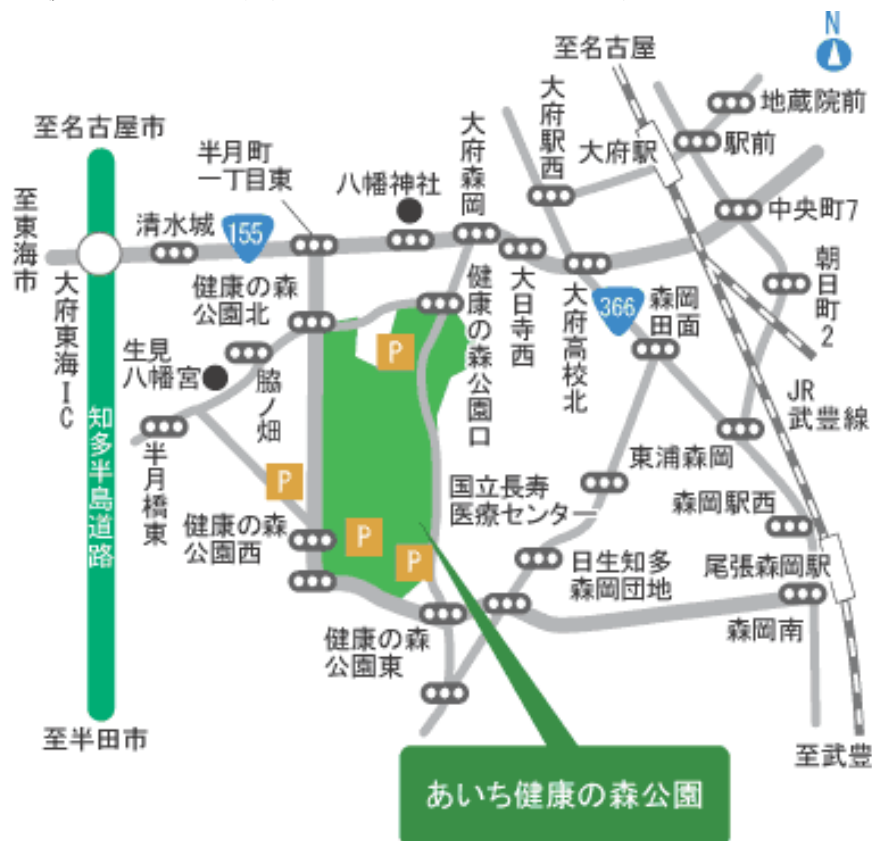 N
至名古屋
地蔵院前
大府駅西
大府駅
駅前
至名古屋市
半月町
一丁目東
八幡神社
大府森岡
中央町7
至東海市
清水城
155
大府東海IC
健康の森
公園北
健康の森公園口
大日寺西
大府高校北
366
森岡
田面
朝日町2
生見
八幡宮
脇ノ畑
P
JR
武豊線
半月橋東
知多半島道路
P
東浦森岡
国立長寿
医療センター
森岡駅西
健康の森
公園西
P
P
日生知多
森岡団地
尾張森岡駅
健康の森
公園東
森岡南
至半田市
至武豊
あいち健康の森公園